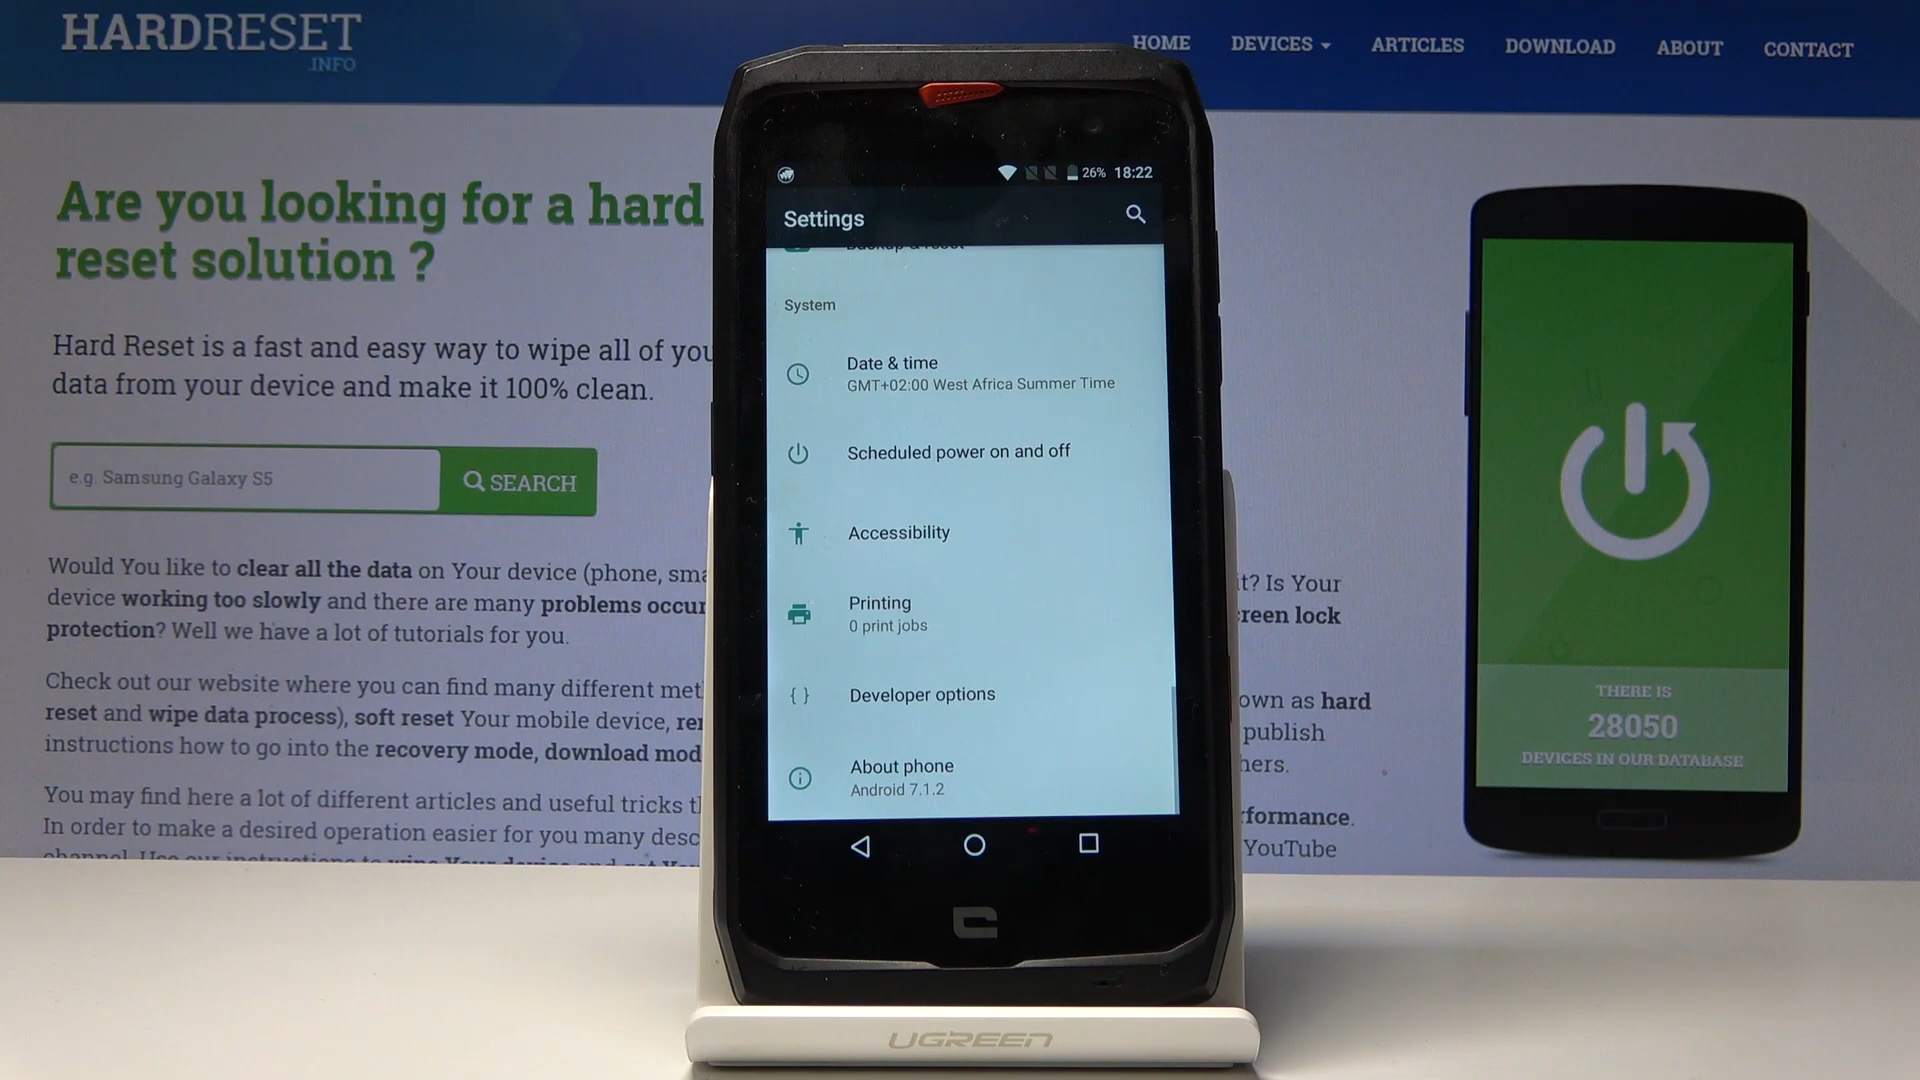 HARDRESET
.INFO
HOME DEVICES ARTICLES DOWNLOAD ABOUT CONTACT
Are you looking for a hard
reset solution ?
Hard Reset is a fast and easy way to wipe all of you
data from your device and make it 100% clean.
e.g. Samsung Galaxy S5
SEARCH
Would You like to clear all the data on Your device (phone, sma
device working too slowly and there are many problems occur
protection? Well we have a lot of tutorials for you.
Check out our website where you can find many different met
reset and wipe data process), soft reset Your mobile device, rer
instructions how to go into the recovery mode, download mod
You may find here a lot of different articles and useful tricks t
In order to make a desired operation easier for you many desc
it? Is Your
creen lock
own as hard
publish
hers.
formance.
YouTube
26% 18:22
Settings
Backup & reset
System
Date & time
GMT+02:00 West Africa Summer Time
Scheduled power on and off
Accessibility
Printing
0 print jobs
{ } Developer options
About phone
Android 7.1.2
THERE IS
28050
DEVICES IN OUR DATABASE
UGREEN